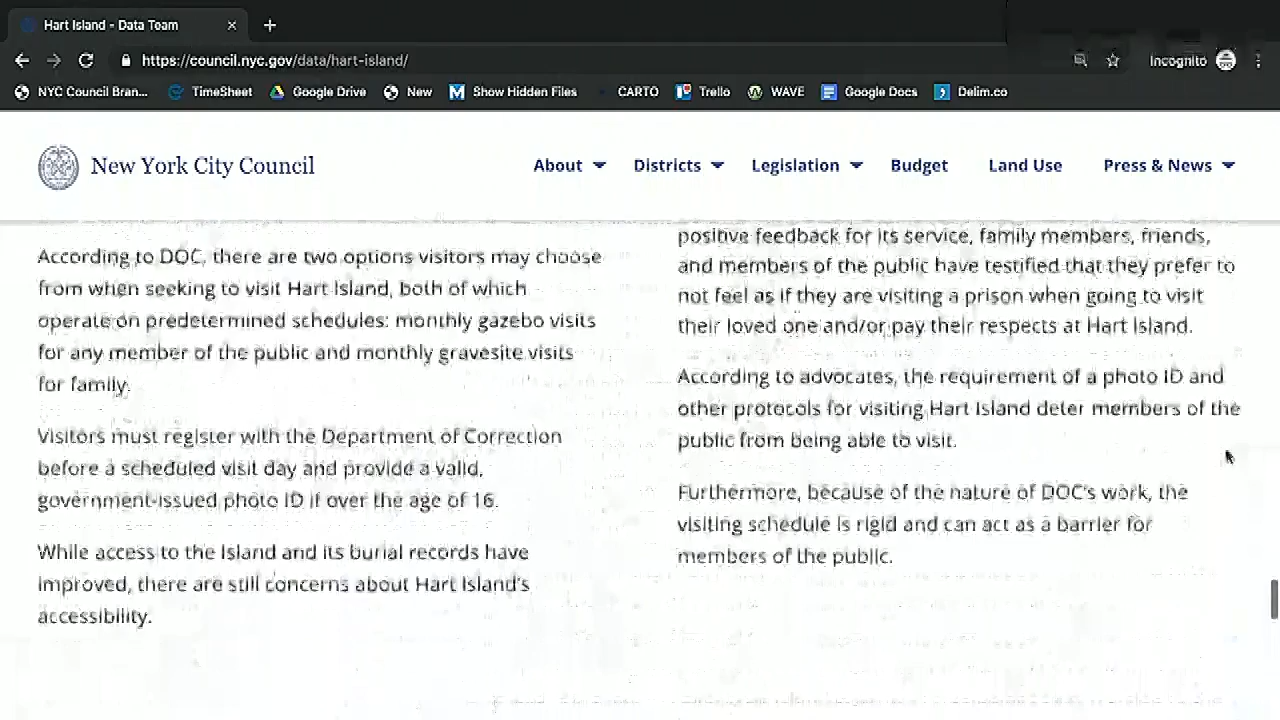 Hart Island - Data Team
https://council.nyc.gov/data/hart-island/
Incognito
NYC Council Bran...
TimeSheet
Google Drive
New
Show Hidden Files
CARTO
Trello
WAVE
Google Docs
Delim.co
New York City Council
About
Districts
Legislation
Budget
Land Use
Press & News
According to DOC, there are two options visitors may choose
from when seeking to visit Hart Island, both of which
operate on predetermined schedules: monthly gazebo visits
for any member of the public and monthly gravesite visits
for family.
Visitors must register with the Department of Correction
before a scheduled visit day and provide a valid,
government-issued photo ID if over the age of 16.
While access to the Island and its burial records have
improved, there are still concerns about Hart Island's
accessibility.
positive feedback for its service, family members, friends,
and members of the public have testified that they prefer to
not feel as if they are visiting a prison when going to visit
their loved one and/or pay their respects at Hart Island.
According to advocates, the requirement of a photo ID and
other protocols for visiting Hart Island deter members of the
public from being able to visit.
Furthermore, because of the nature of DOC's work, the
visiting schedule is rigid and can act as a barrier for
members of the public.